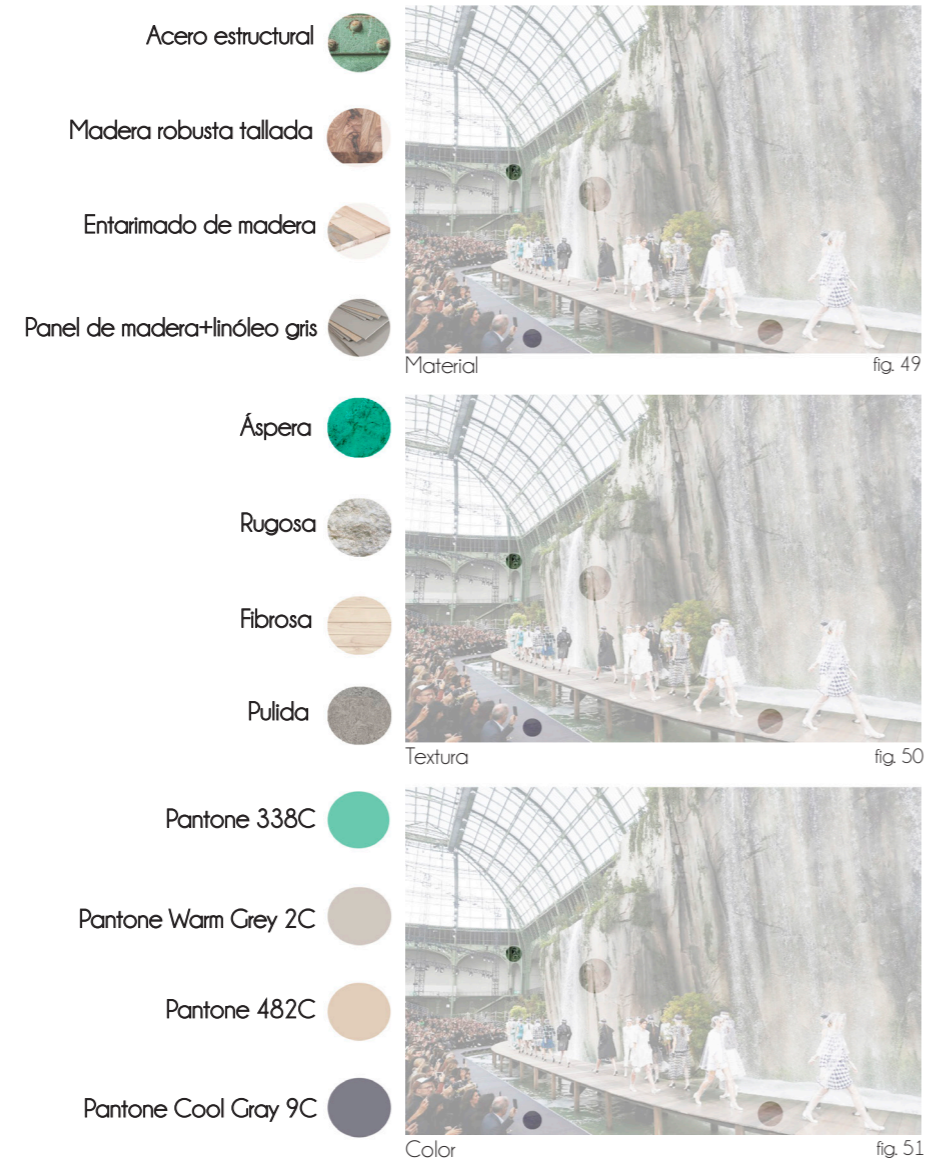 Acero estructural
Madera robusta tallada
Entarimado de madera
Panel de madera+linóleo gris
Material
fig. 49
Áspera
Rugosa
Fibrosa
Pulida
Textura
fig. 50
Pantone 338C
Pantone Warm Grey 2C
Pantone 482C
Pantone Cool Gray 9C
Color
fig. 51